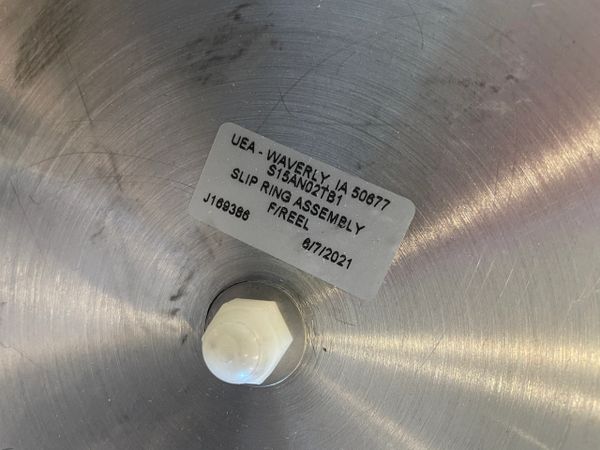 UEA - WAVERLY, IA 50677
S15AN02TB1
SLIP RING ASSEMBLY
F/REEL
J169386 6/7/2021